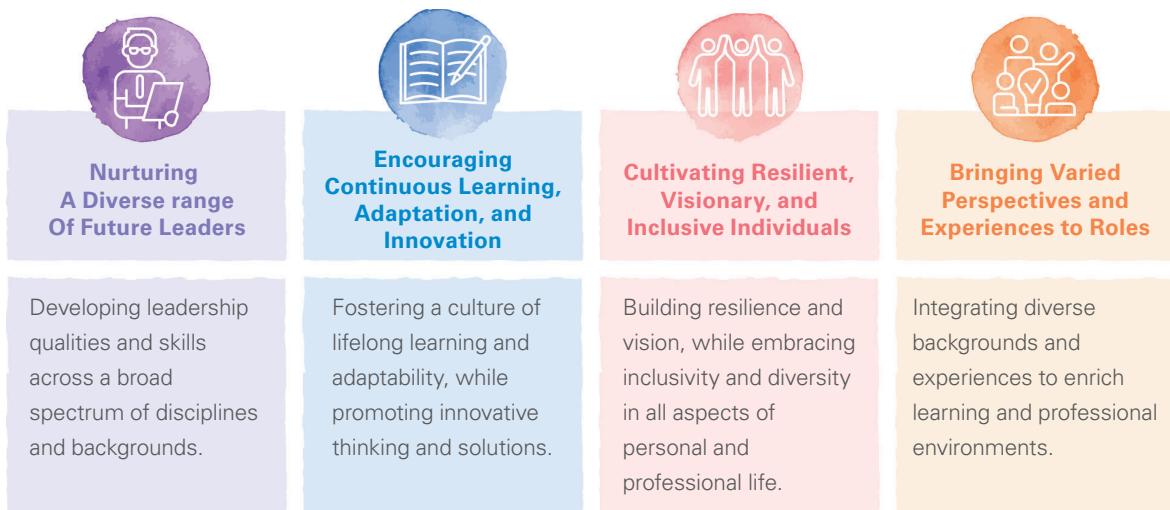 Nurturing
A Diverse range
Of Future Leaders
Developing leadership
qualities and skills
across a broad
spectrum of disciplines
and backgrounds.
Encouraging
Continuous Learning,
Adaptation, and
Innovation
Fostering a culture of
lifelong learning and
adaptability, while
promoting innovative
thinking and solutions.
Cultivating Resilient,
Visionary, and
Inclusive Individuals
Building resilience and
vision, while embracing
inclusivity and diversity
in all aspects of
personal and
professional life.
Bringing Varied
Perspectives and
Experiences to Roles
Integrating diverse
backgrounds and
experiences to enrich
learning and professional
environments.